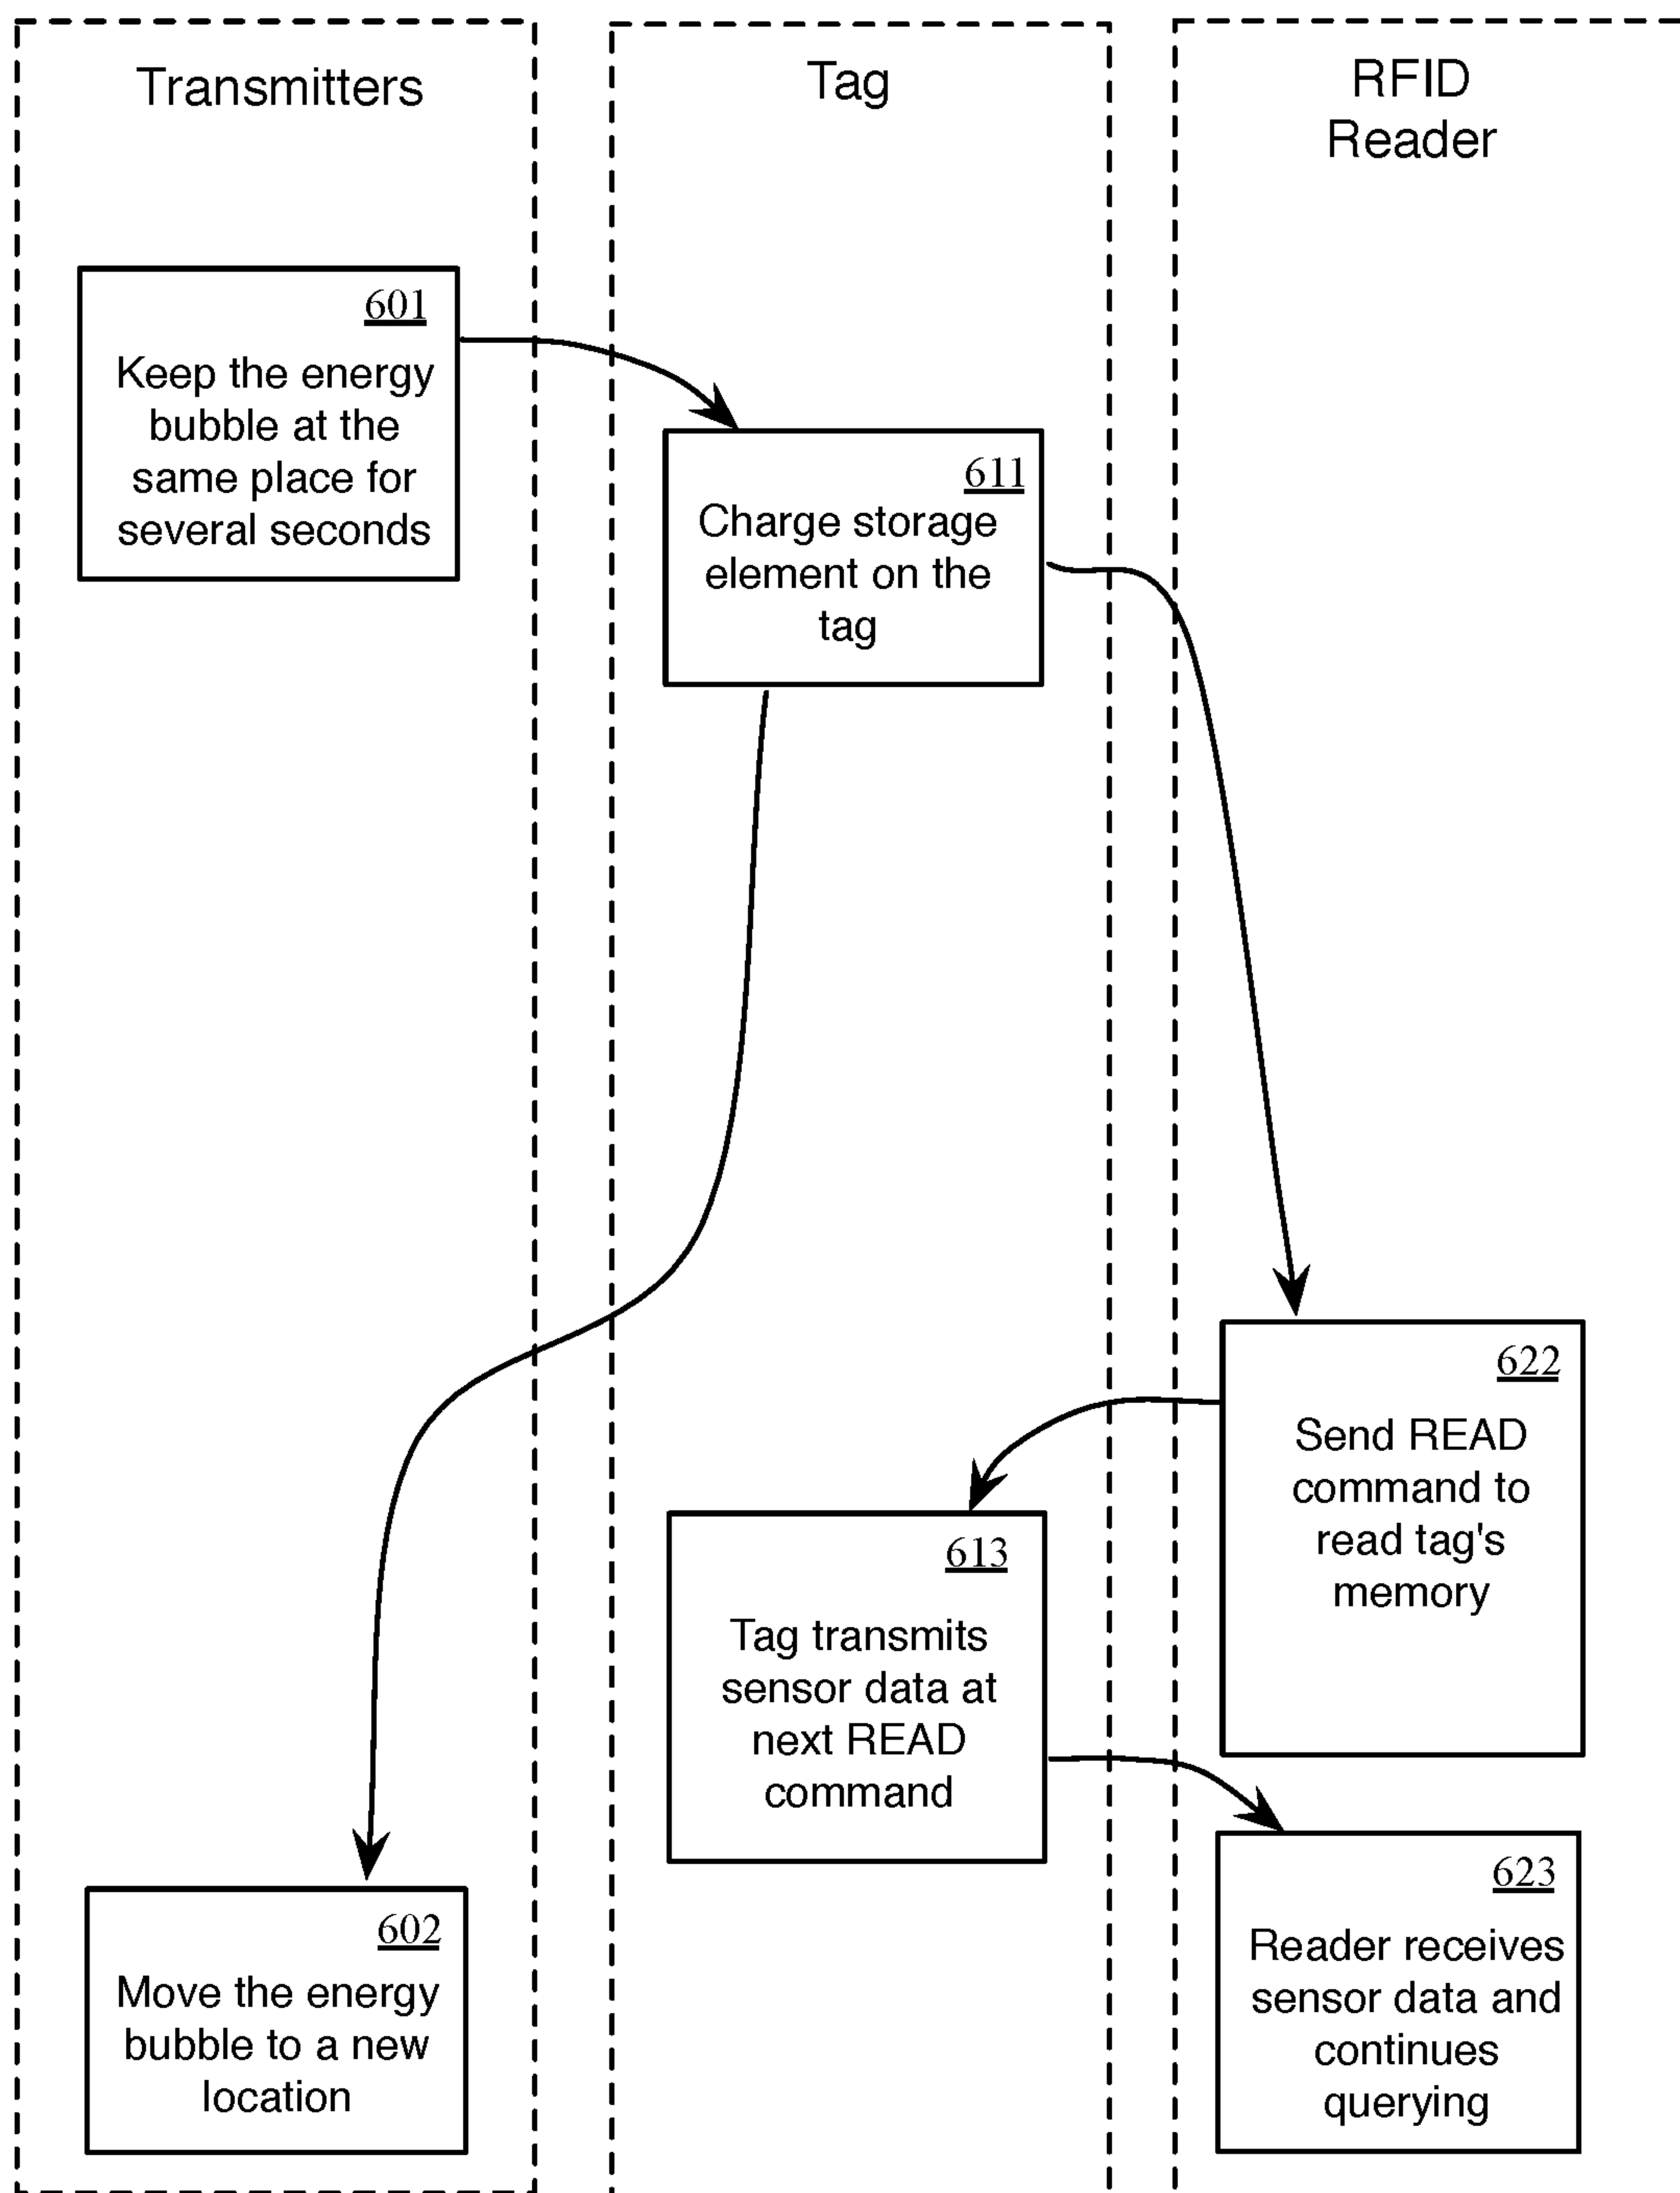 Transmitters
Tag
RFID
Reader
601
Keep the energy
bubble at the
same place for
several seconds
611
Charge storage
element on the
tag
622
Send READ
command to
read tag's
memory
613
Tag transmits
sensor data at
next READ
command
623
Reader receives
sensor data and
continues
querying
602
Move the energy
bubble to a new
location